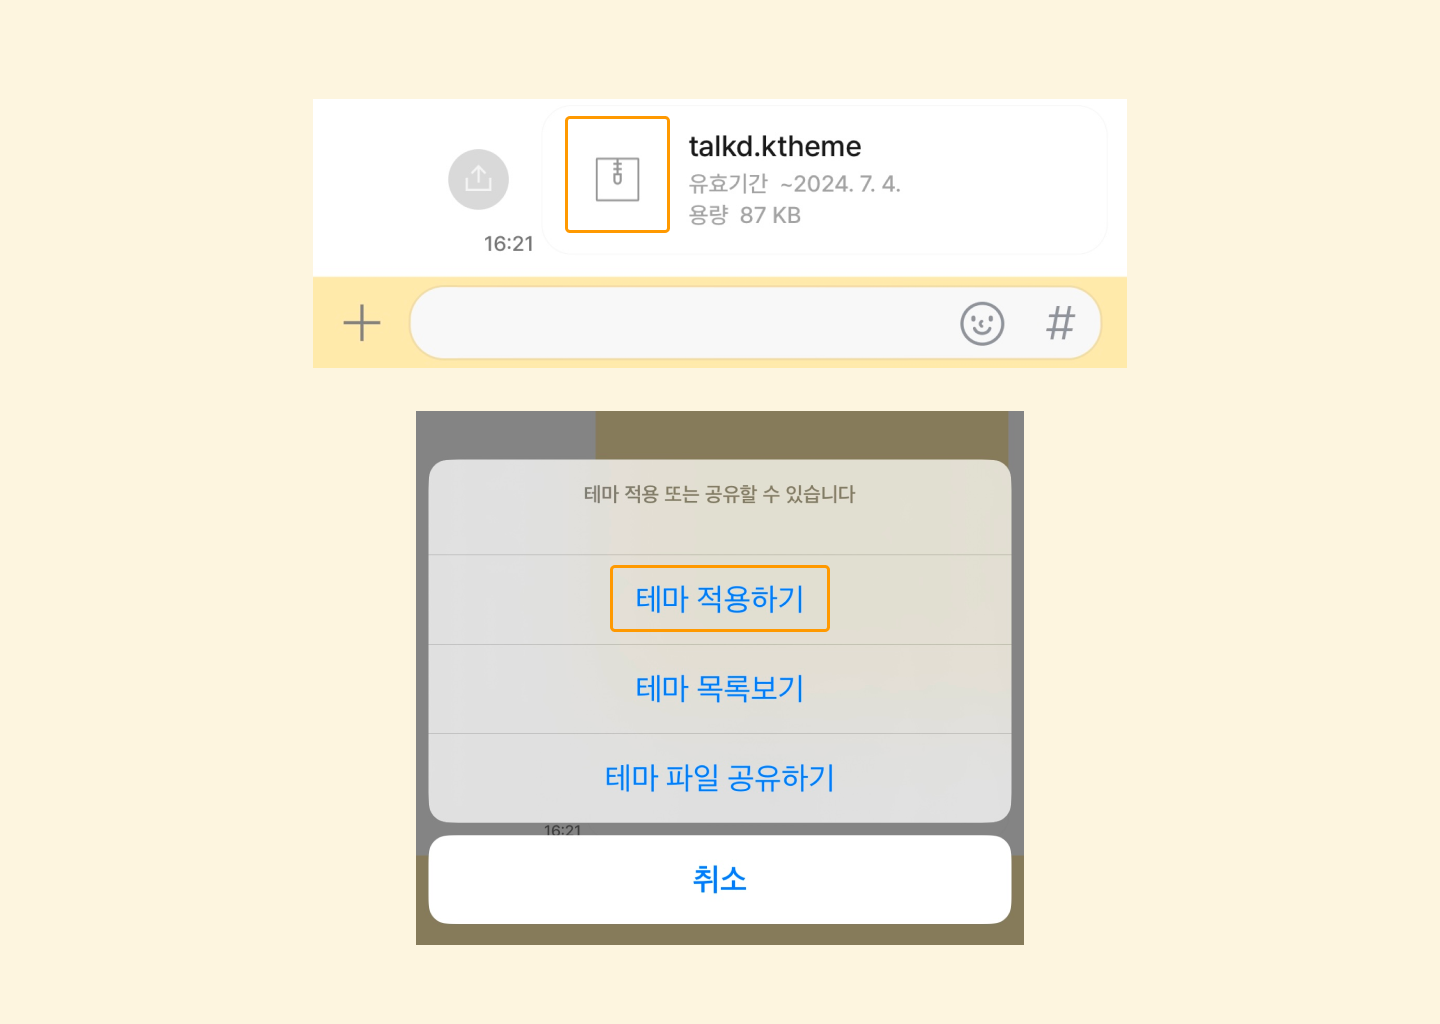 talkd.ktheme
유효기간 ~2024. 7. 4.
용량 87 KB
16:21
#
테마 적용 또는 공유할 수 있습니다
테마 적용하기
테마 목록보기
테마 파일 공유하기
16:21
취소